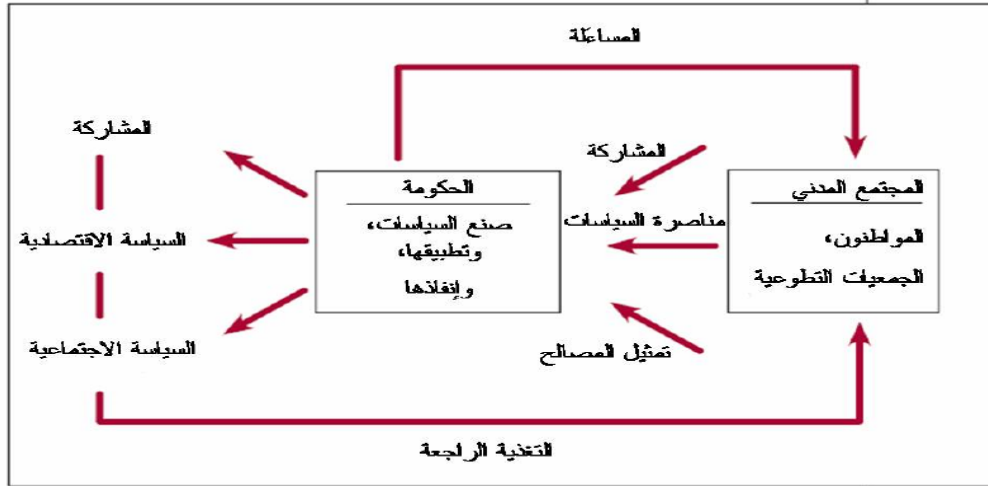 المساءلة
المشاركة
المجتمع المدني
المواطنون،
الجمعيات التطوعية
المشاركة
مناصرة السياسات
تمثيل المصالح
الحكومة
صنع السياسات،
وتطبيقها،
وإنفاذها
السياسة الاقتصادية
السياسة الاجتماعية
التغذية الراجعة